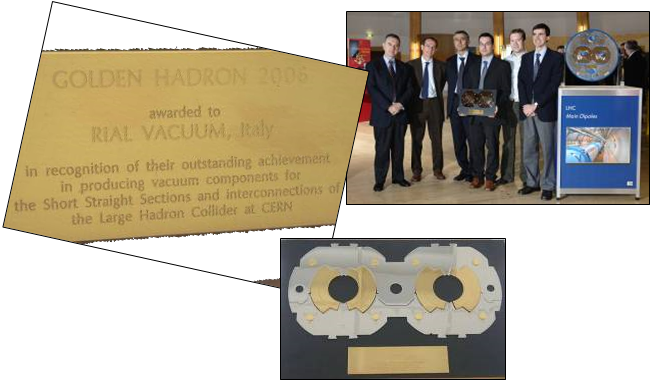 GOLDEN HADRON 2006
awarded to
RIAL VACUUM, Italy
in recognition of their outstanding achievement
in producing vacuum components for
the Short Straight Sections and interconnections of
the Large Hadron Collider at CERN
LHC
Main Dipoles